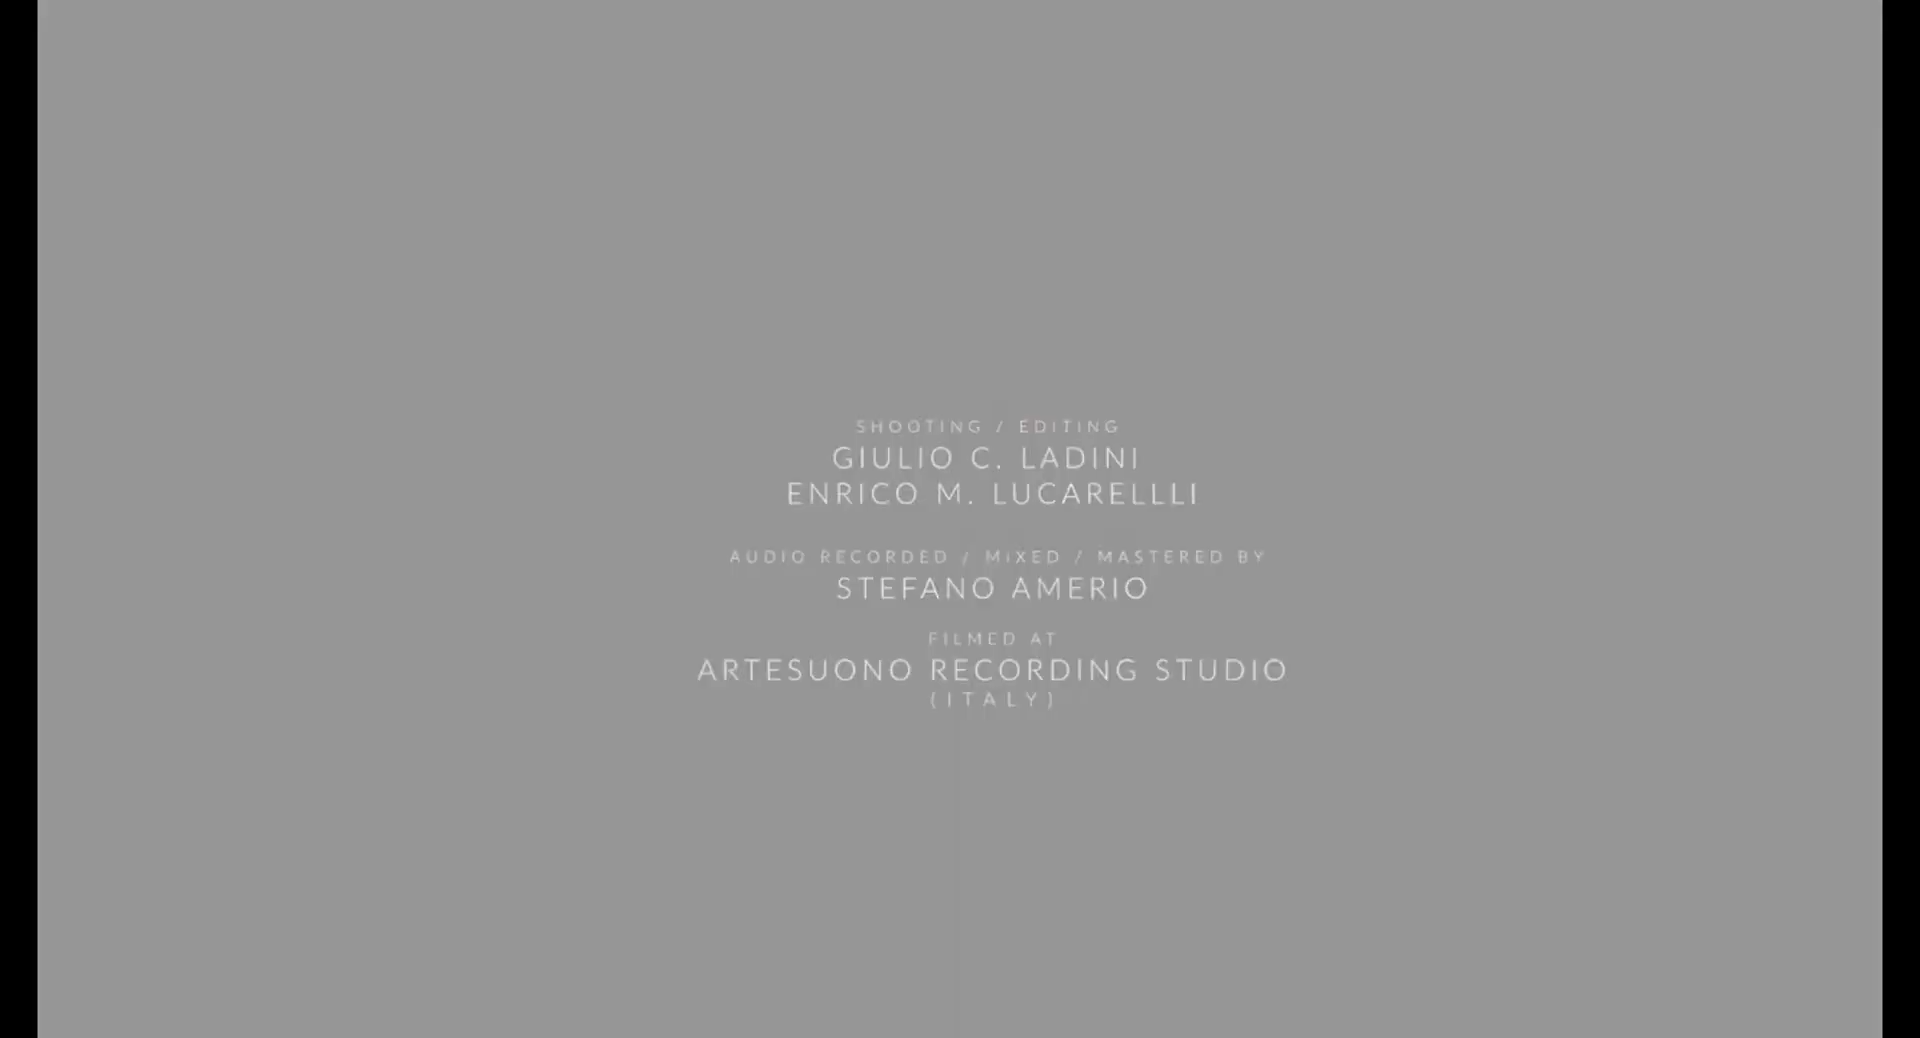 SHOOTING / EDITING
GIULIO C. LADINI
ENRICO M. LUCARELLLI
AUDIO RECORDED / MIXED / MASTERED BY
STEFANO AMERIO
FILMED AT
ARTESUONO RECORDING STUDIO
(ITALY)